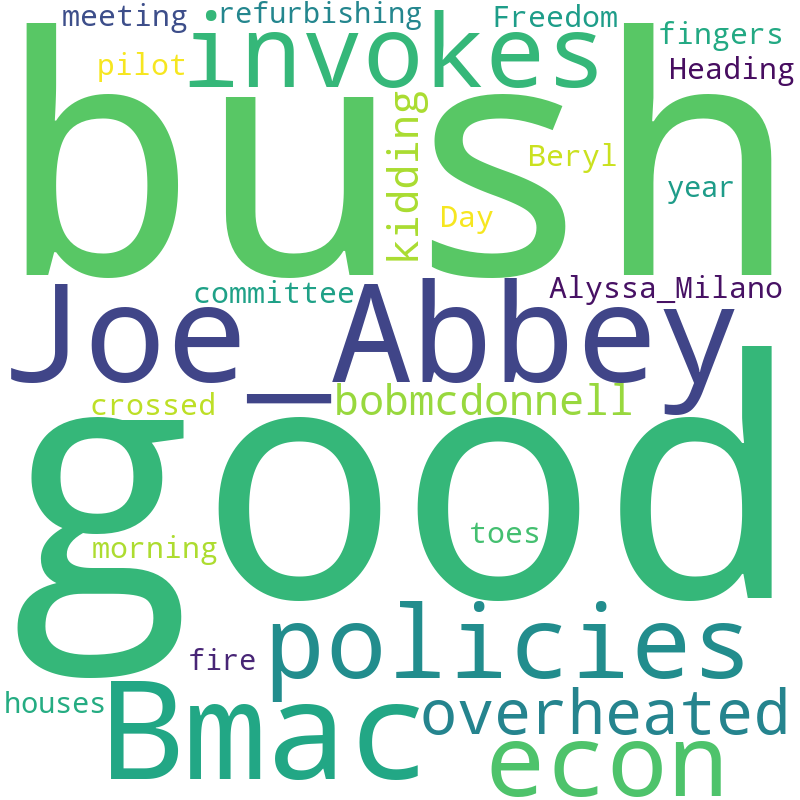 meeting
refurbishing
Freedom
fingers
pilot
invokes
Heading
bush
kidding
Beryl
year
Day
committee
Alyssa_Milano
Joe_Abbey
crossed
bobmcdonnell
good
toes
morning
policies
fire
houses
Bmac
overheated
econ